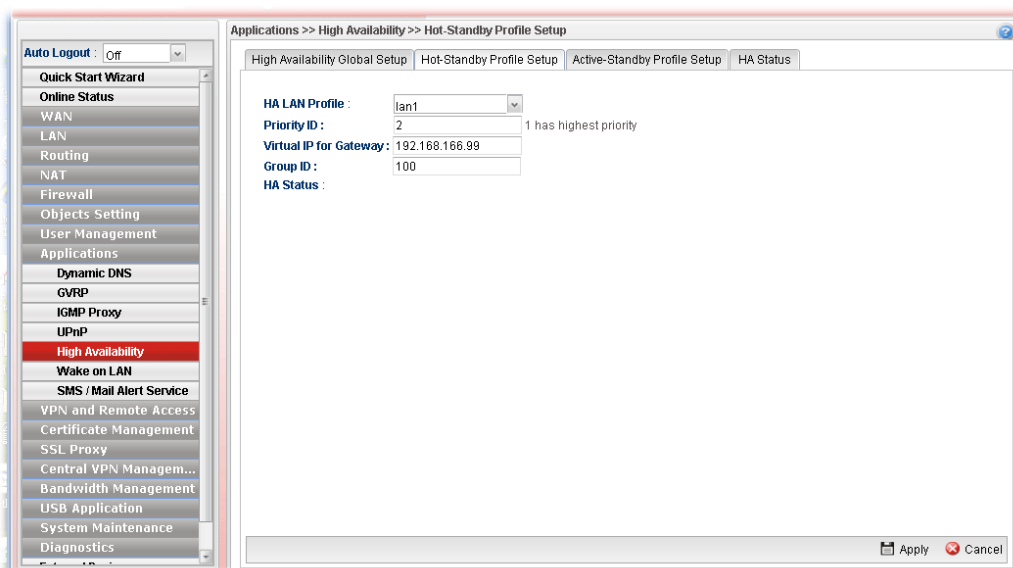 Applications >> High Availability >> Hot-Standby Profile Setup
Auto Logout : Off
High Availability Global Setup Hot-Standby Profile Setup Active-Standby Profile Setup HA Status
Quick Start Wizard
Online Status
WAN
LAN
Routing
NAT
Firewall
Objects Setting
User Management
Applications
Dynamic DNS
GVRP
IGMP Proxy
UPnP
High Availability
Wake on LAN
SMS / Mail Alert Service
VPN and Remote Access
Certificate Management
SSL Proxy
Central VPN Managem...
Bandwidth Management
USB Application
System Maintenance
Diagnostics
HA LAN Profile : lan1
Priority ID : 2 1 has highest priority
Virtual IP for Gateway : 192.168.166.99
Group ID : 100
HA Status :
Apply Cancel